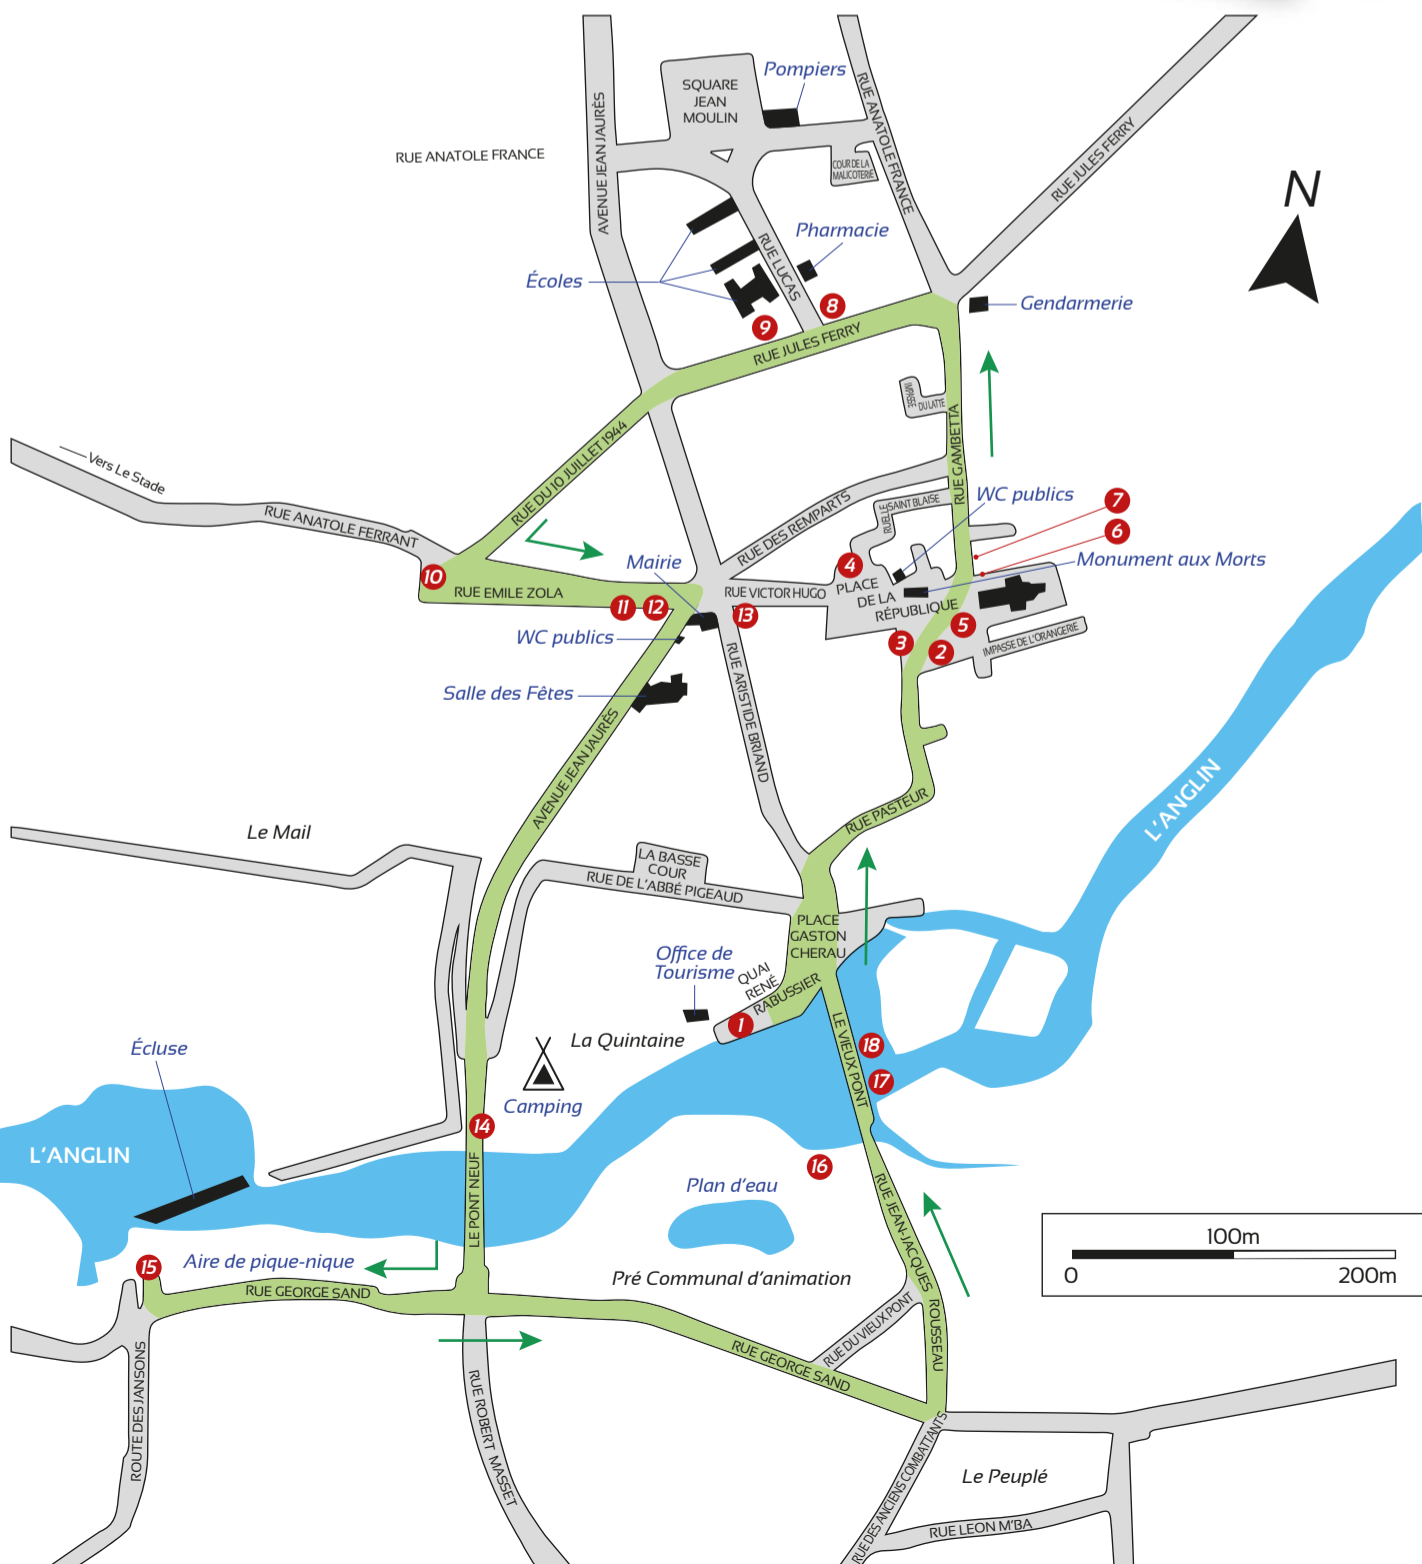 Pompiers
SQUARE
JEAN
MOULIN
RUE ANATOLE FRANCE
AVENUE JEAN JAURÈS
RUE ANATOLE FRANCE
RUE JULES FERRY
COUR DE LA
MALICOTERIE
N
Pharmacie
RUE LUCAS
Écoles
Gendarmerie
8
9
RUE JULES FERRY
IMPASSE
DU LATTE
RUE GAMBETTA
RUE DU 10 JUILLET 1944
Vers Le Stade
RUE ANATOLE FERRANT
RUE DES REMPARTS
RUELLE
SAINT BLAISE
WC publics
7
6
Monument aux Morts
Mairie
4
10
RUE EMILE ZOLA
RUE VICTOR HUGO
PLACE
DE LA
RÉPUBLIQUE
11
12
13
5
3
2
IMPASSE DE L'ORANGERIE
WC publics
Salle des Fêtes
RUE ARISTIDE BRIAND
AVENUE JEAN JAURÈS
L'ANGLIN
RUE PASTEUR
Le Mail
LA BASSE
COUR
RUE DE L'ABBÉ PIGEAUD
PLACE
GASTON
CHERAU
Office de
Tourisme
QUAI
RENÉ
RABUSSIER
1
La Quintaine
LE VIEUX PONT
18
17
Écluse
Camping
14
L'ANGLIN
16
LE PONT NEUF
Plan d'eau
RUE JEAN-JACQUES ROUSSEAU
100m
0
200m
15
Aire de pique-nique
Pré Communal d'animation
RUE GEORGE SAND
RUE DU VIEUX PONT
RUE GEORGE SAND
ROUTE DES JANSONS
RUE ROBERT MASSET
RUE DES ANCIENS COMBATTANTS
Le Peuplé
RUE LEON M'BA